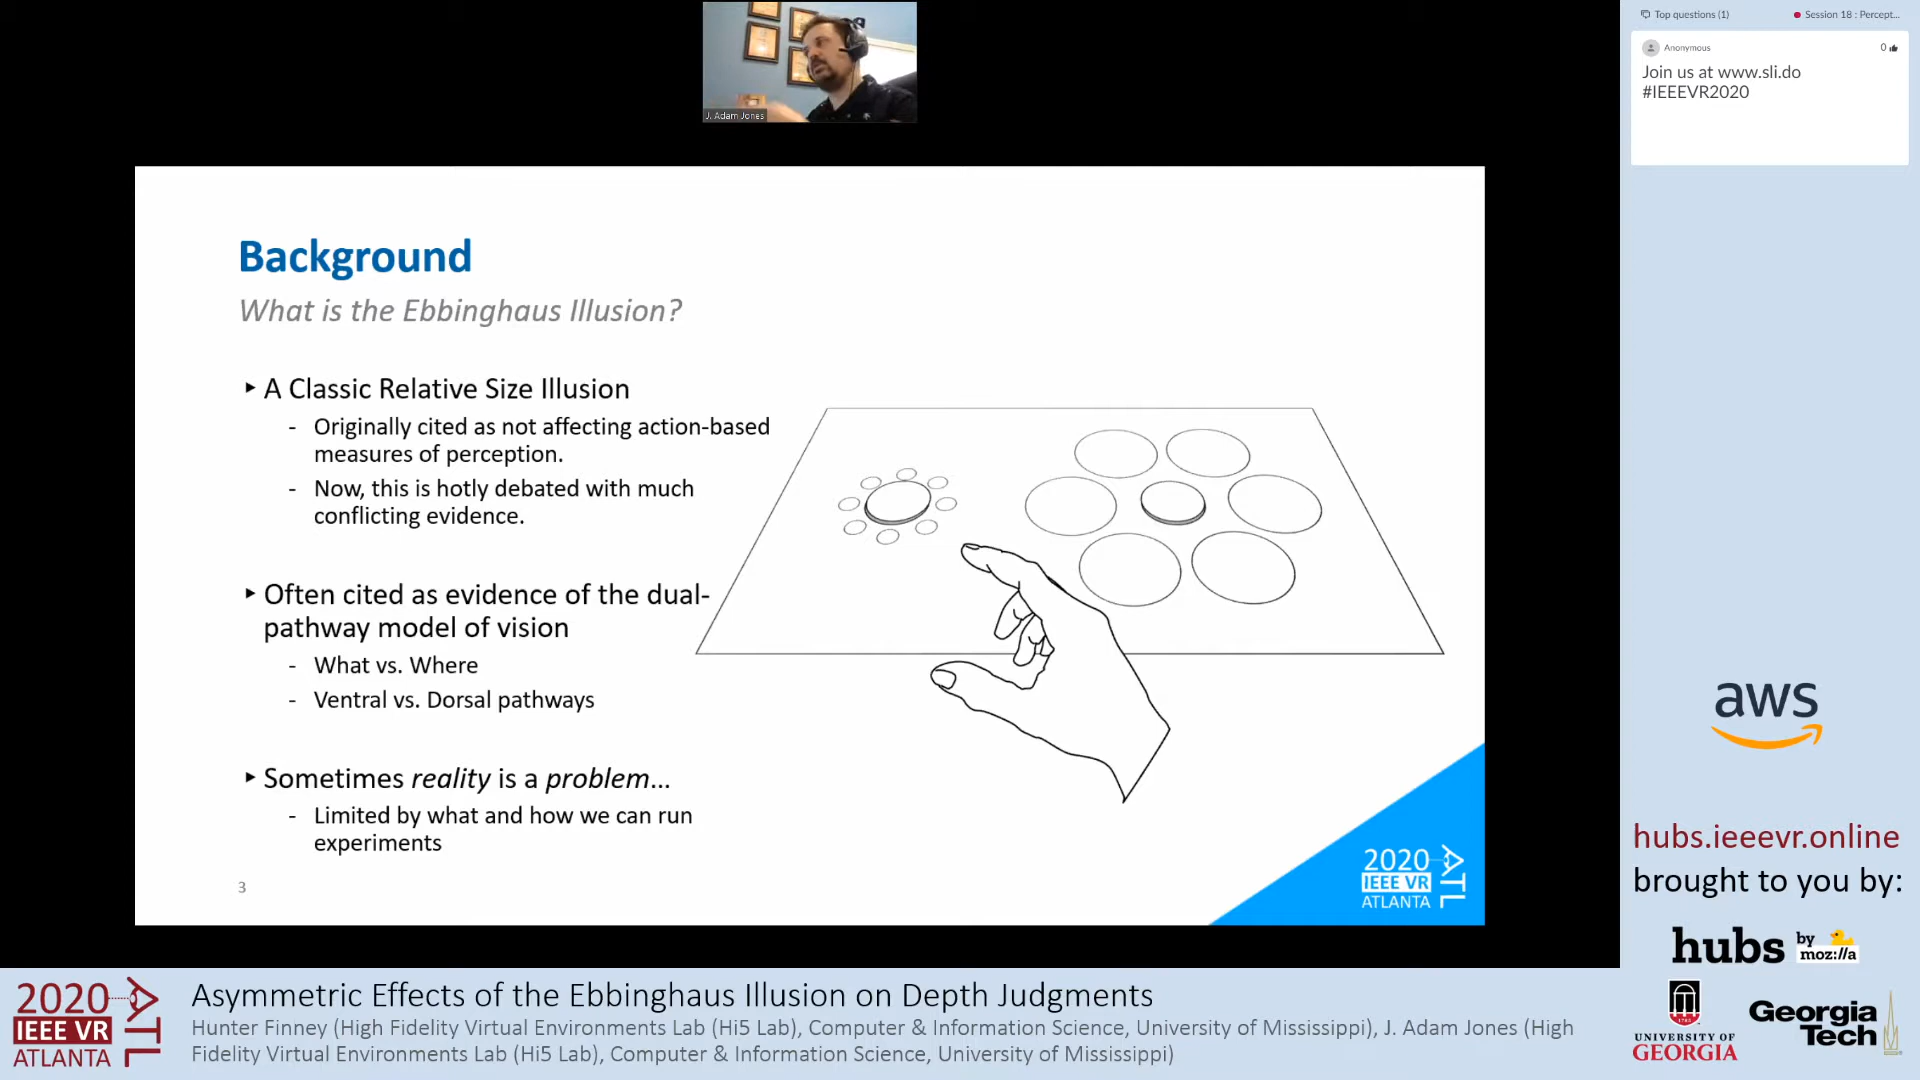 J. Adam Jones
Top questions (1)
Session 18 : Percept...
Anonymous
0
Join us at www.sli.do
#IEEEVR2020
Background
What is the Ebbinghaus Illusion?
A Classic Relative Size Illusion
- Originally cited as not affecting action-based
measures of perception.
- Now, this is hotly debated with much
conflicting evidence.
Often cited as evidence of the dual-
pathway model of vision
- What vs. Where
- Ventral vs. Dorsal pathways
Sometimes reality is a problem...
- Limited by what and how we can run
experiments
3
2020
IEEE VR
ATLANTA
ATL
aws
hubs.ieeevr.online
brought to you by:
hubs by
moz://a
UNIVERSITY OF
GEORGIA
Georgia
Tech
2020
IEEE VR
ATLANTA
ATL
Asymmetric Effects of the Ebbinghaus Illusion on Depth Judgments
Hunter Finney (High Fidelity Virtual Environments Lab (Hi5 Lab), Computer & Information Science, University of Mississippi), J. Adam Jones (High
Fidelity Virtual Environments Lab (Hi5 Lab), Computer & Information Science, University of Mississippi)